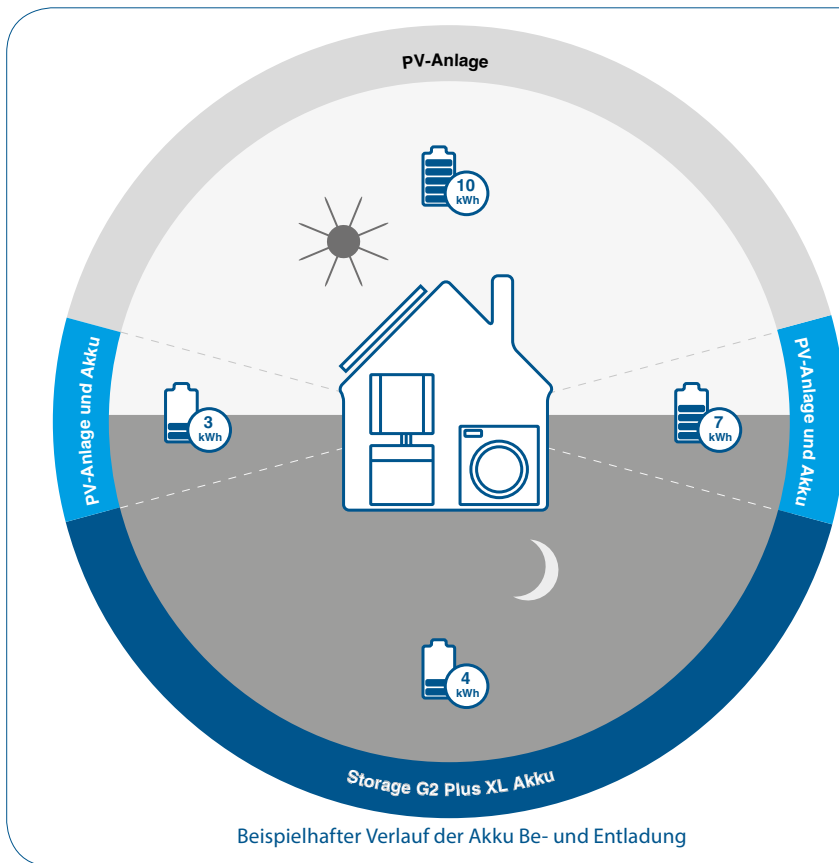 PV-Anlage
10
kWh
PV-Anlage und Akku
3
kWh
7
kWh
PV-Anlage und Akku
4
kWh
Storage G2 Plus XL Akku
Beispielhafter Verlauf der Akku Be- und Entladung